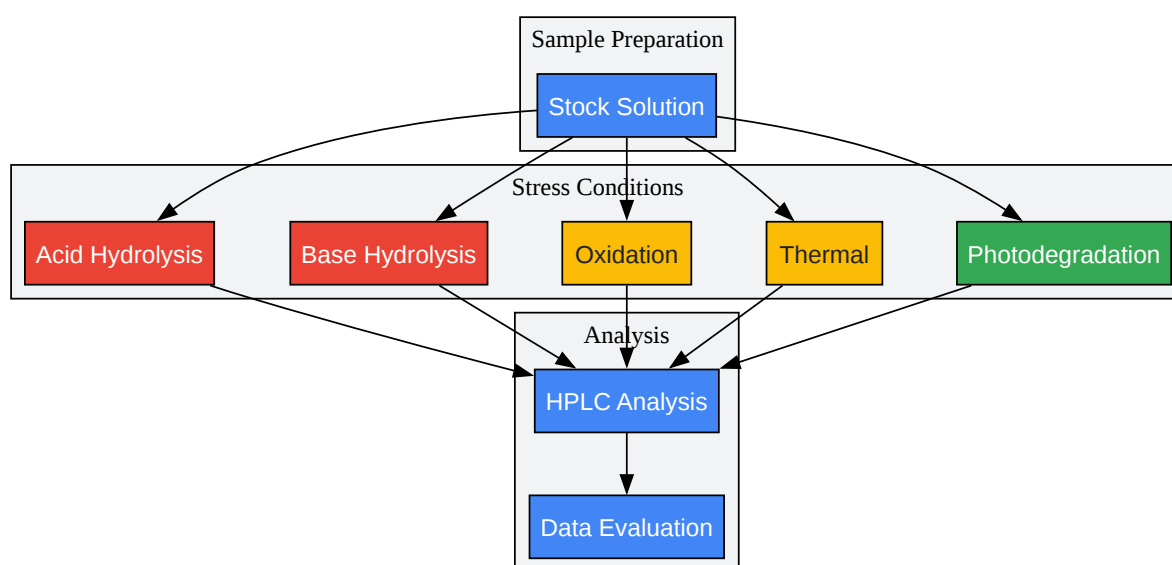 Sample Preparation
Stock Solution
Stress Conditions
Acid Hydrolysis
Base Hydrolysis
Oxidation
Thermal
Photodegradation
Analysis
HPLC Analysis
Data Evaluation